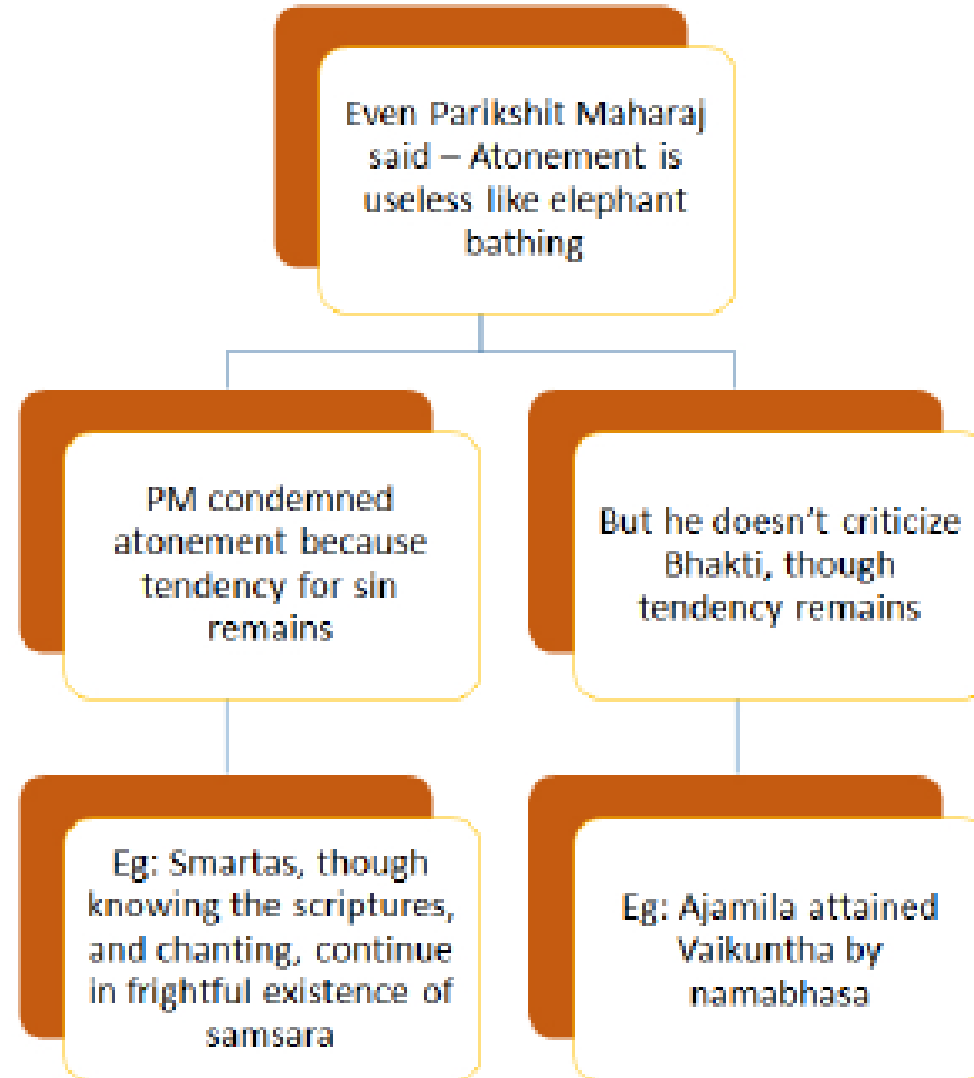 Even Parikshit Maharaj
said – Atonement is
useless like elephant
bathing
PM condemned
atonement because
tendency for sin
remains
But he doesn't criticize
Bhakti, though
tendency remains
Eg: Smartas, though
knowing the scriptures,
and chanting, continue
in frightful existence of
samsara
Eg: Ajamila attained
Vaikuntha by
namabhasa